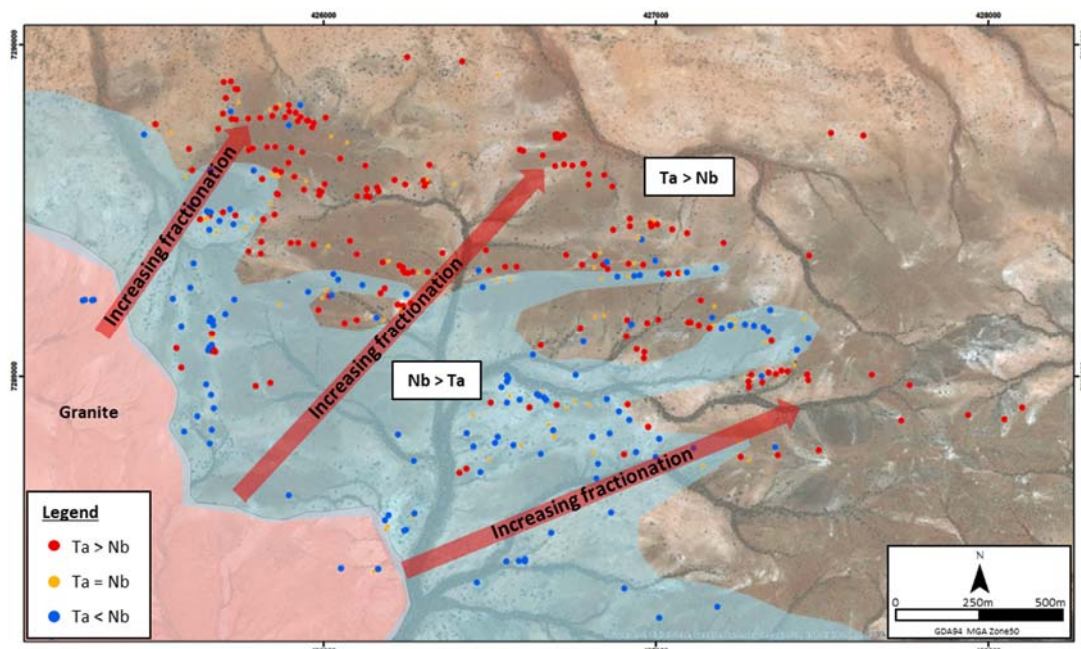 426000
427000
428000
7290000
Increasing fractionation
Increasing fractionation
Ta > Nb
7289000
Nb > Ta
Granite
Increasing fractionation
Legend
Ta > Nb
Ta = Nb
Ta < Nb
N
0 250m 500m
GDA94 MGA Zone50